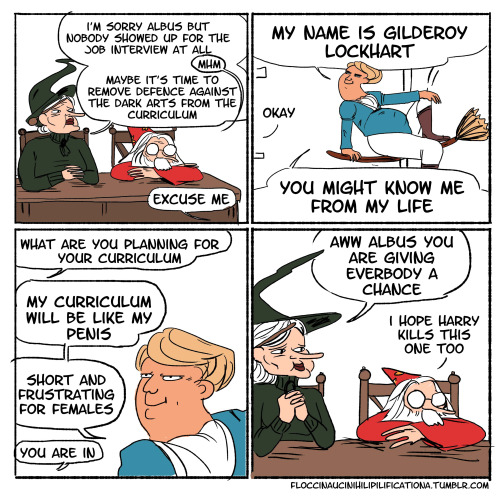 I'M SORRY ALBUS BUT
NOBODY SHOWED UP FOR THE
JOB INTERVIEW AT ALL
MHM
MAYBE IT'S TIME TO
REMOVE DEFENCE AGAINST
THE DARK ARTS FROM THE
CURRICULUM
EXCUSE ME
MY NAME IS GILDEROY
LOCKHART
OKAY
YOU MIGHT KNOW ME
FROM MY LIFE
WHAT ARE YOU PLANNING FOR
YOUR CURRICULUM
MY CURRICULUM
WILL BE LIKE MY
PENIS
SHORT AND
FRUSTRATING
FOR FEMALES
YOU ARE IN
AWW ALBUS YOU
ARE GIVING
EVERBODY A
CHANCE
I HOPE HARRY
KILLS THIS
ONE TOO
FLOCCINAUCINIHILIPILIFICATIONA.TUMBLR.COM